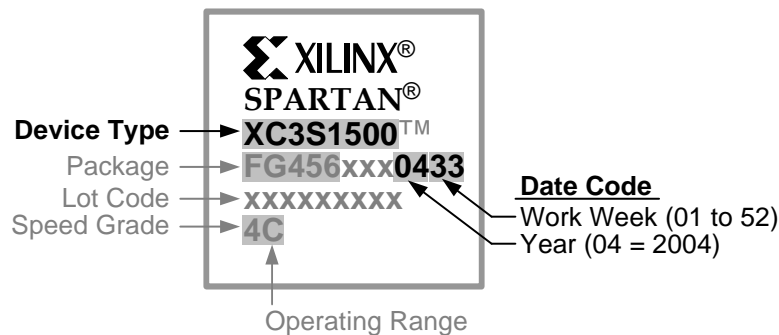 XILINX®
SPARTAN®
Device Type XC3S1500™
Package FG456xxx0433
Lot Code xxxxxxxxx
Speed Grade 4C
Operating Range
Date Code
Work Week (01 to 52)
Year (04 = 2004)